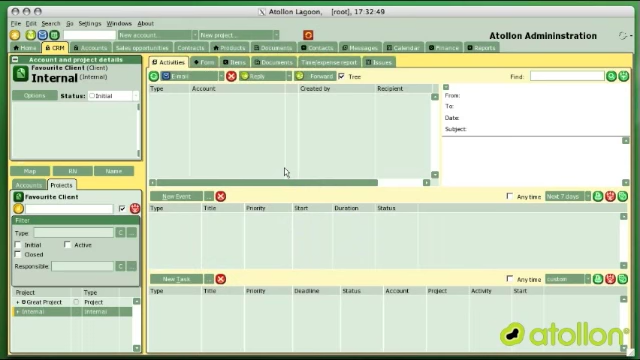 Atollon Lagoon, [root], 17:32:49
File Edit Search Go Settings Windows About
New account... New project...
Atollon Admininstration
Home CRM Accounts Sales opportunities Contracts Products Documents Contacts Messages Calendar Finance Reports
Account and project details
Favourite Client (Client)
Internal (Internal)
Options Status: Initial
Map RN Name
Accounts Projects
Favourite Client
Filter
Type: C ...
Initial Active
Closed
Responsible: C ...
Project Type
Great Project Project
Internal Internal
Activities Form Items Documents Time/expense report Issues
E-mail Reply Forward Tree Find:
Type Account Created by Recipient
From:
To:
Date:
Subject:
New Event ... Any time Next 7 days
Type Title Priority Start Duration Status
New Task ... Any time custom
Type Title Priority Deadline Status Account Project Activity Start
atollon